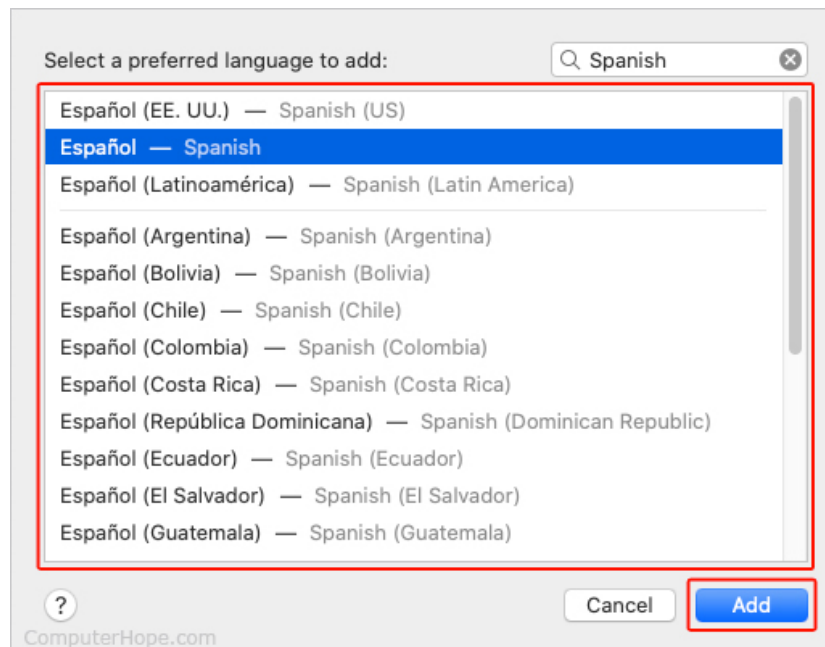 Select a preferred language to add: Spanish
Español (EE. UU.) — Spanish (US)
Español — Spanish
Español (Latinoamérica) — Spanish (Latin America)
Español (Argentina) — Spanish (Argentina)
Español (Bolivia) — Spanish (Bolivia)
Español (Chile) — Spanish (Chile)
Español (Colombia) — Spanish (Colombia)
Español (Costa Rica) — Spanish (Costa Rica)
Español (República Dominicana) — Spanish (Dominican Republic)
Español (Ecuador) — Spanish (Ecuador)
Español (El Salvador) — Spanish (El Salvador)
Español (Guatemala) — Spanish (Guatemala)
? Cancel Add
ComputerHope.com